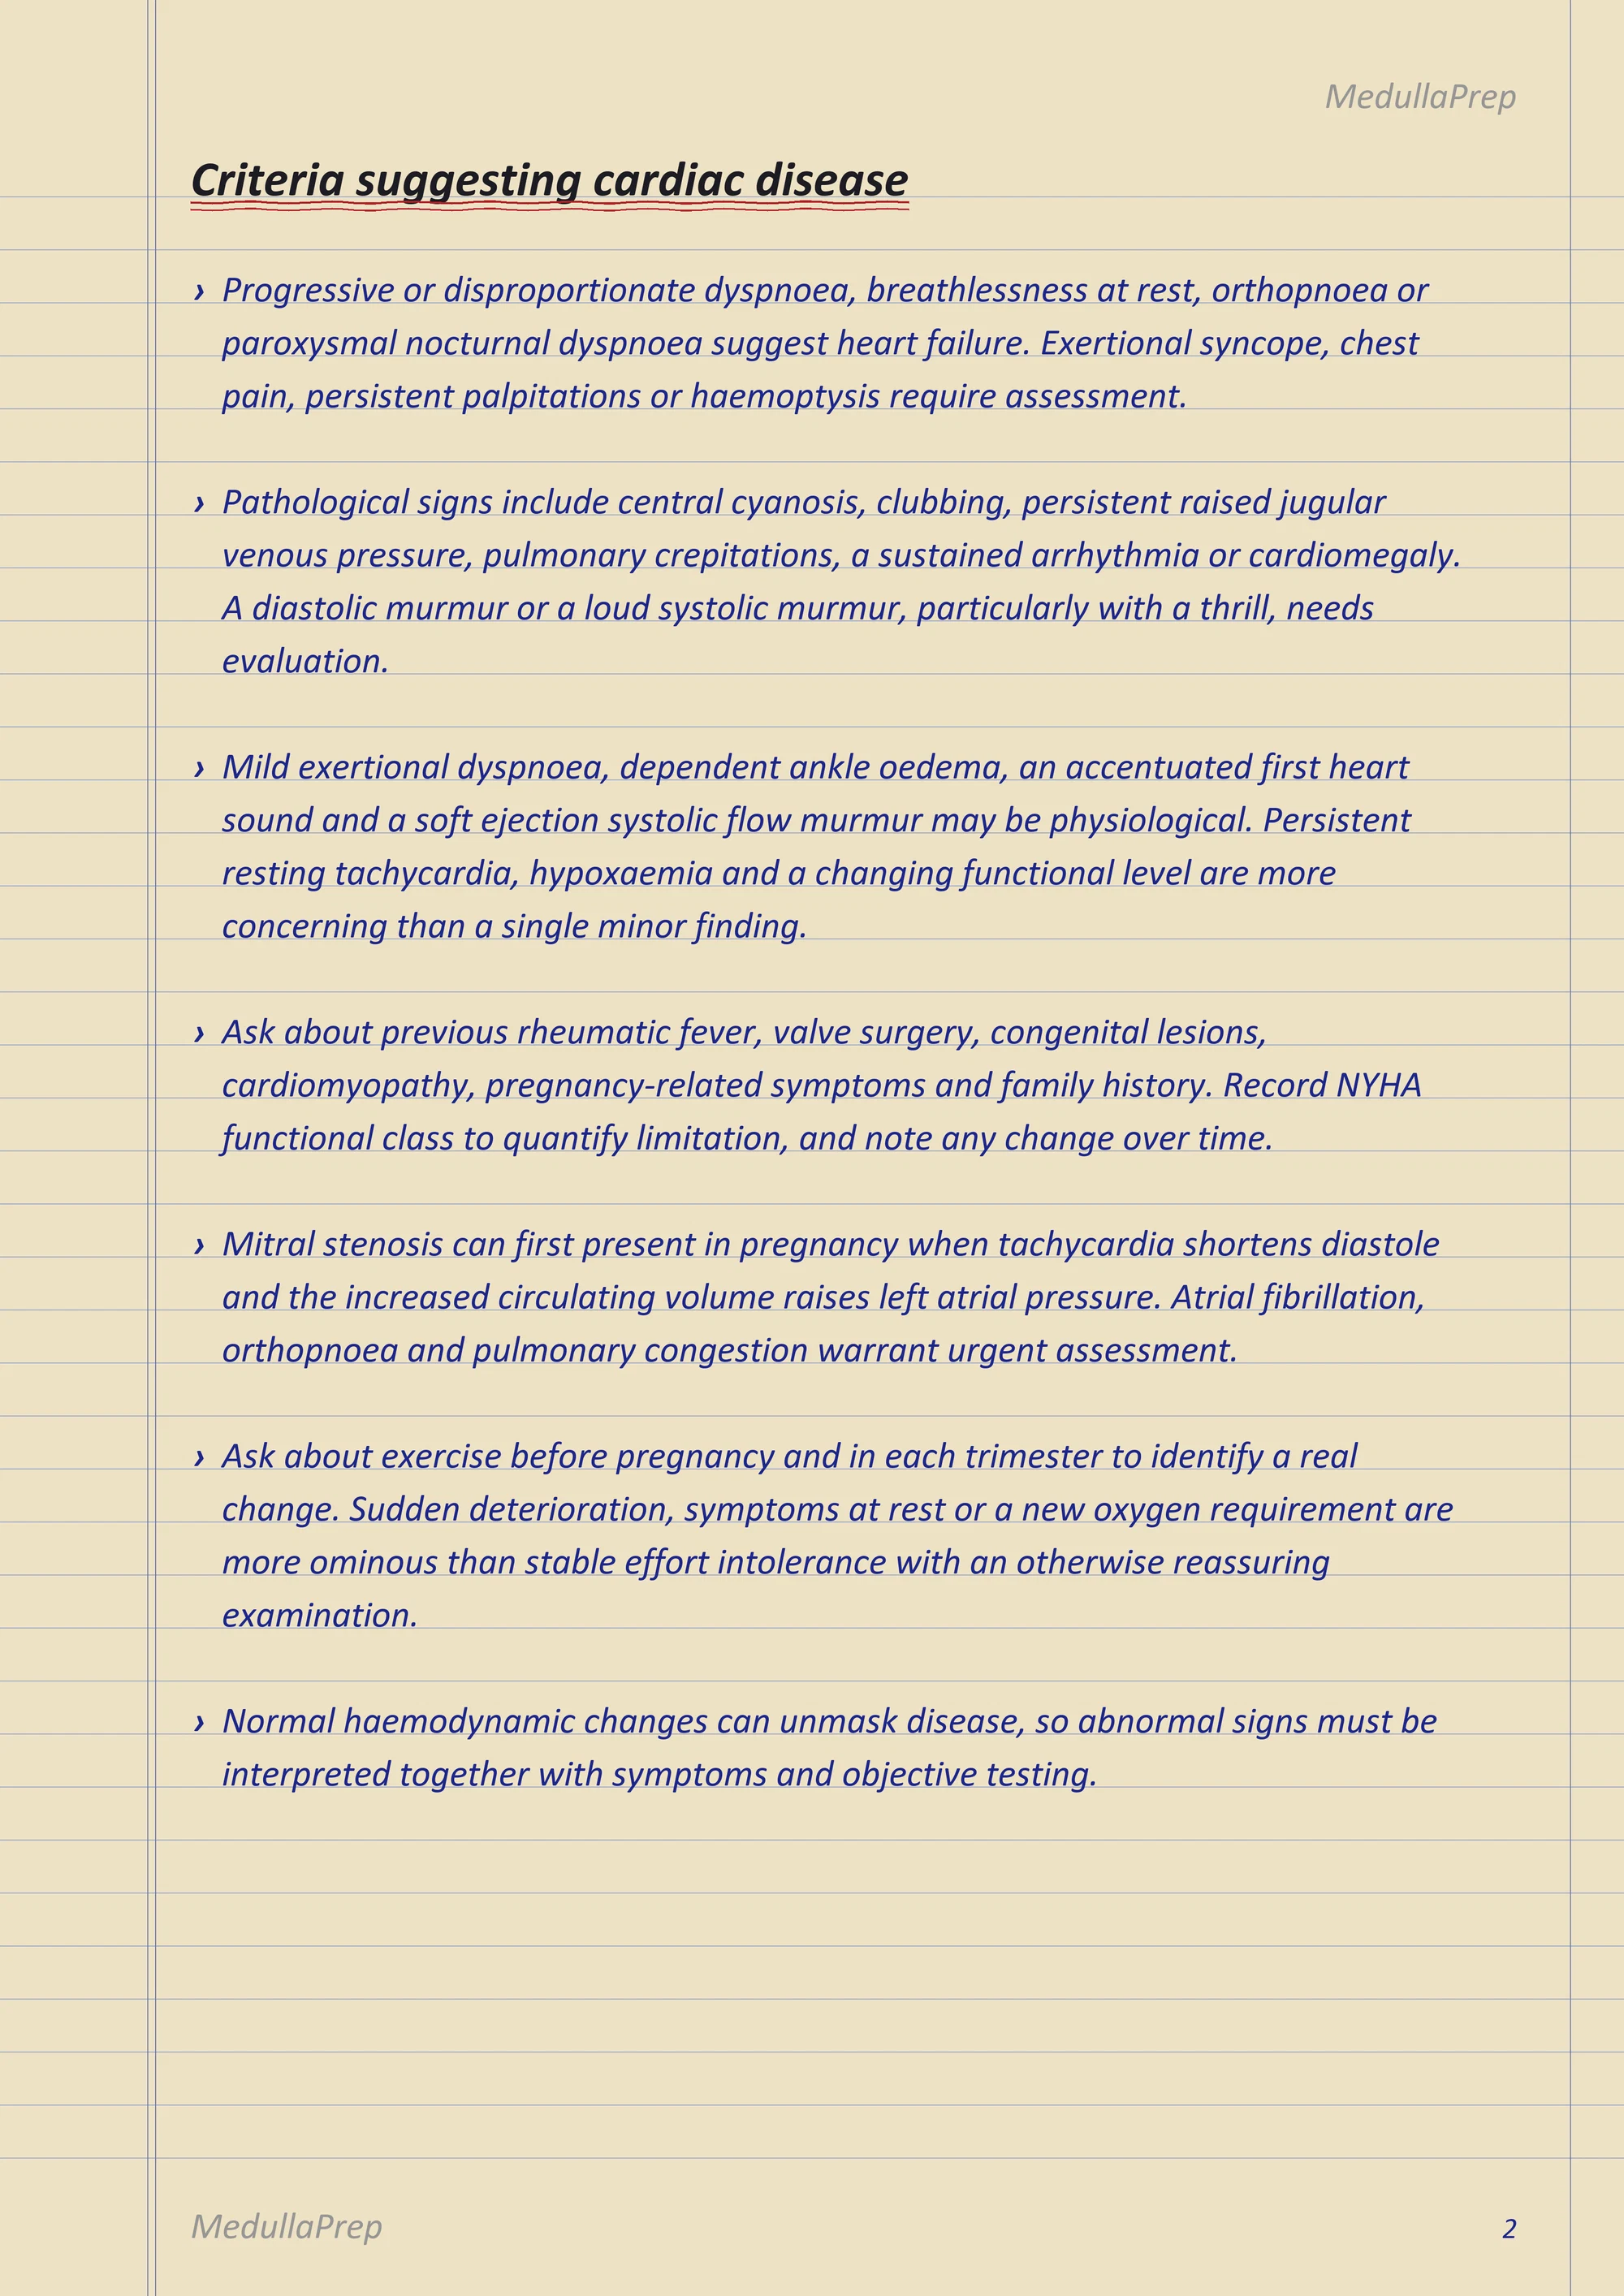 MedullaPrep
Criteria suggesting cardiac disease
› Progressive or disproportionate dyspnoea, breathlessness at rest, orthopnoea or
paroxysmal nocturnal dyspnoea suggest heart failure. Exertional syncope, chest
pain, persistent palpitations or haemoptysis require assessment.
› Pathological signs include central cyanosis, clubbing, persistent raised jugular
venous pressure, pulmonary crepitations, a sustained arrhythmia or cardiomegaly.
A diastolic murmur or a loud systolic murmur, particularly with a thrill, needs
evaluation.
› Mild exertional dyspnoea, dependent ankle oedema, an accentuated first heart
sound and a soft ejection systolic flow murmur may be physiological. Persistent
resting tachycardia, hypoxaemia and a changing functional level are more
concerning than a single minor finding.
› Ask about previous rheumatic fever, valve surgery, congenital lesions,
cardiomyopathy, pregnancy-related symptoms and family history. Record NYHA
functional class to quantify limitation, and note any change over time.
› Mitral stenosis can first present in pregnancy when tachycardia shortens diastole
and the increased circulating volume raises left atrial pressure. Atrial fibrillation,
orthopnoea and pulmonary congestion warrant urgent assessment.
› Ask about exercise before pregnancy and in each trimester to identify a real
change. Sudden deterioration, symptoms at rest or a new oxygen requirement are
more ominous than stable effort intolerance with an otherwise reassuring
examination.
› Normal haemodynamic changes can unmask disease, so abnormal signs must be
interpreted together with symptoms and objective testing.
MedullaPrep
2